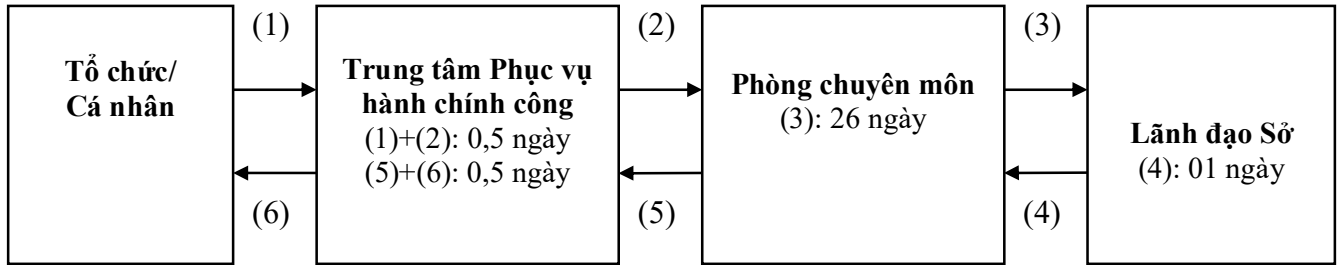 (1)
(2)
(3)
Tổ chức/
Cá nhân
Trung tâm Phục vụ
hành chính công
(1)+(2): 0,5 ngày
(5)+(6): 0,5 ngày
Phòng chuyên môn
(3): 26 ngày
Lãnh đạo Sở
(4): 01 ngày
(6)
(5)
(4)